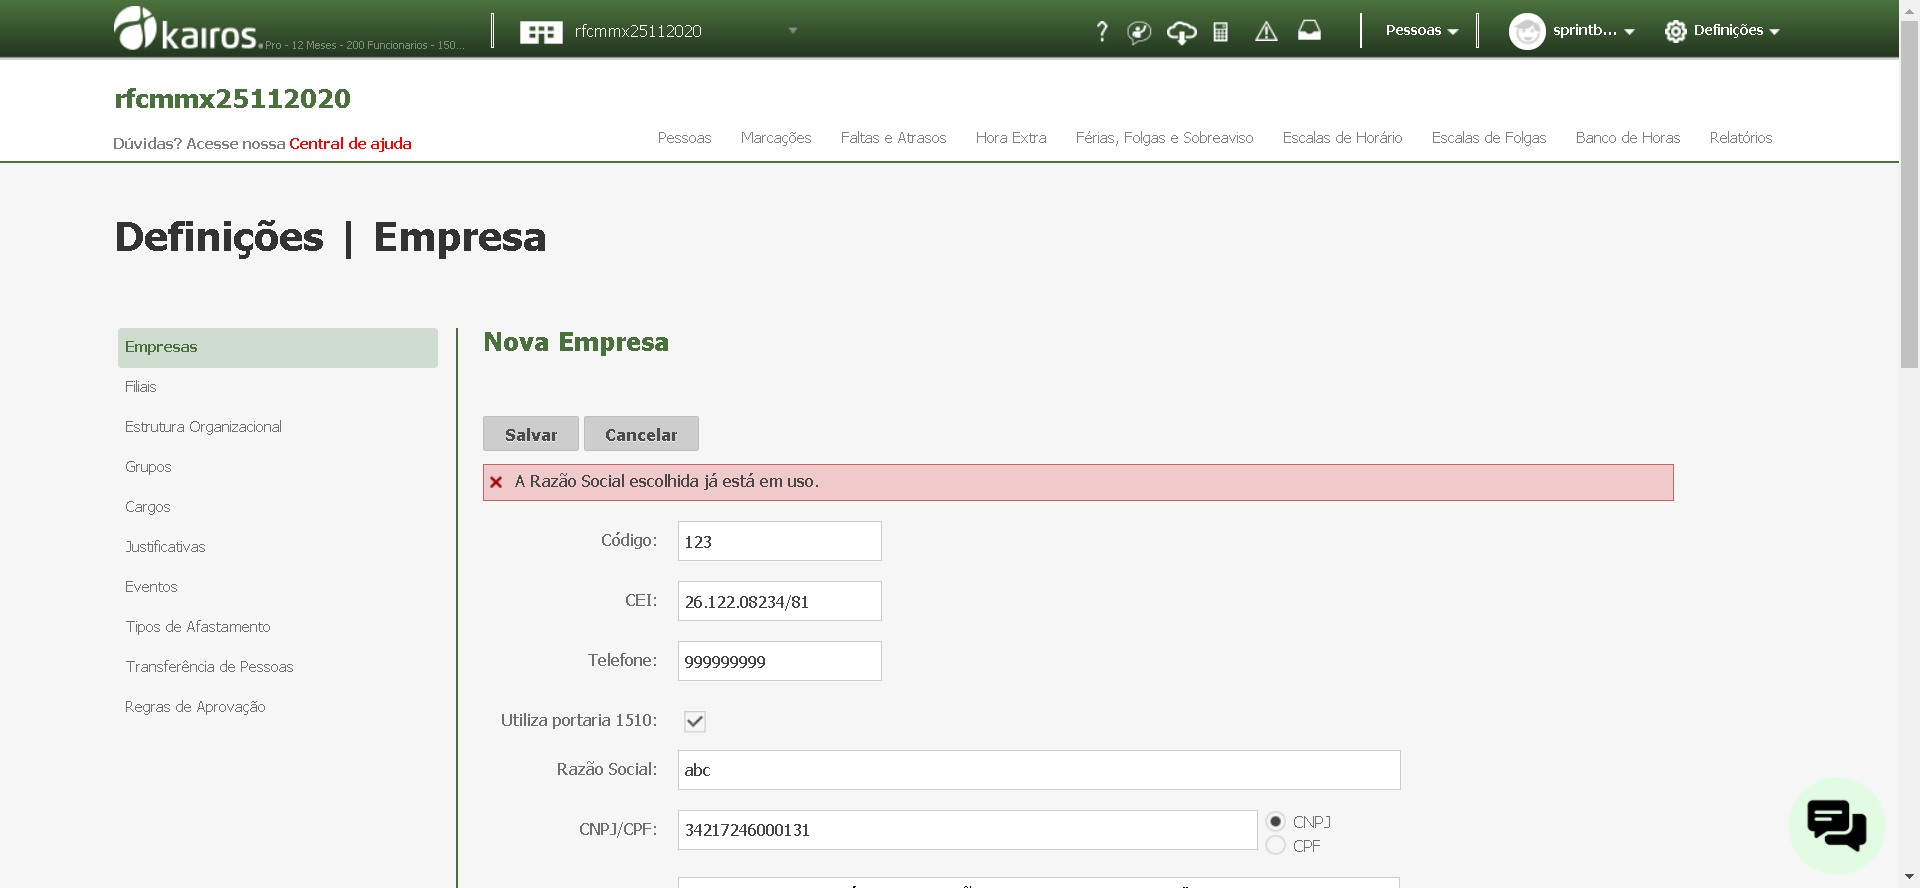 kairos. Pro - 12 Meses - 200 Funcionarios - 150...
rfcmmx25112020
?
Pessoas
sprintb...
Definições
rfcmmx25112020
Dúvidas? Acesse nossa Central de ajuda
Pessoas
Marcações
Faltas e Atrasos
Hora Extra
Férias, Folgas e Sobreaviso
Escalas de Horário
Escalas de Folgas
Banco de Horas
Relatórios
Definições | Empresa
Empresas
Filiais
Estrutura Organizacional
Grupos
Cargos
Justificativas
Eventos
Tipos de Afastamento
Transferência de Pessoas
Regras de Aprovação
Nova Empresa
Salvar
Cancelar
A Razão Social escolhida já está em uso.
Código: 123
CEI: 26.122.08234/81
Telefone: 999999999
Utiliza portaria 1510:
Razão Social: abc
CNPJ/CPF: 34217246000131
CNPJ
CPF